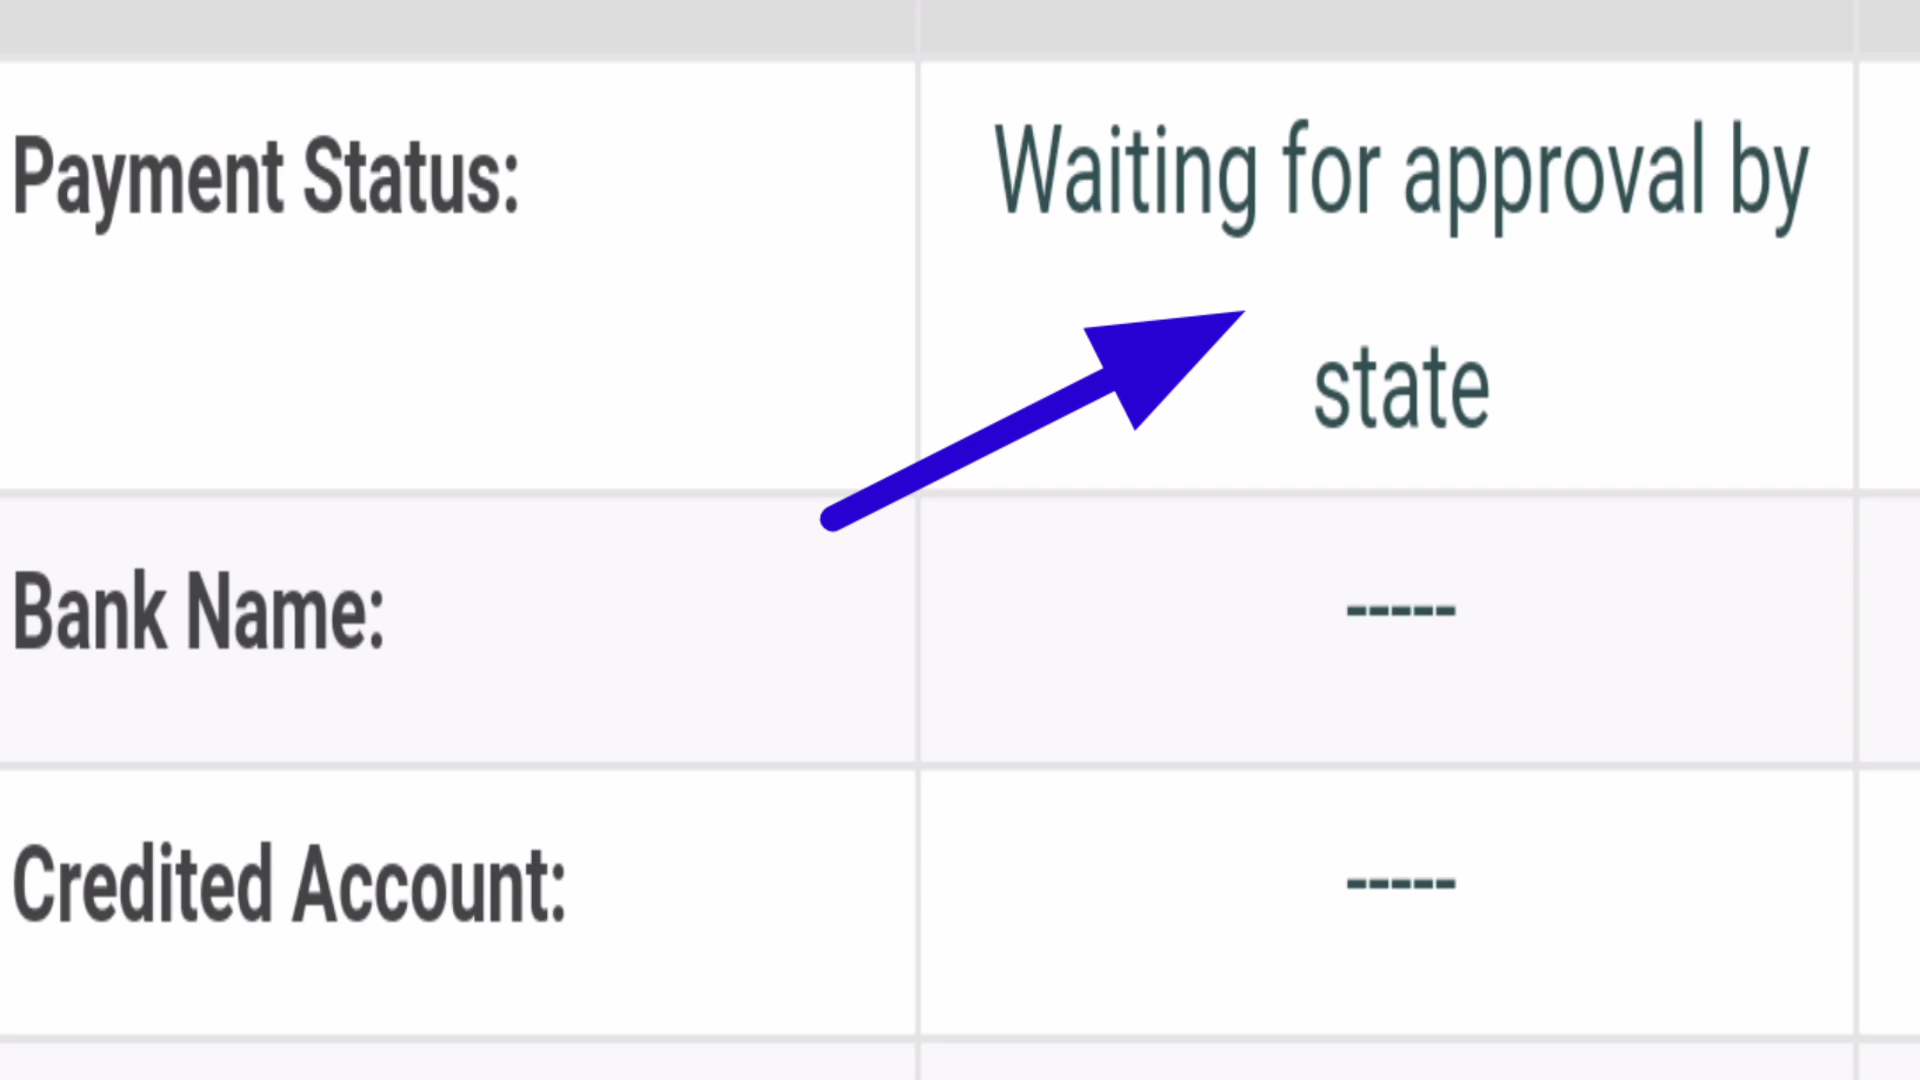 Payment Status:
Waiting for approval by
state
Bank Name:
-----
Credited Account:
-----